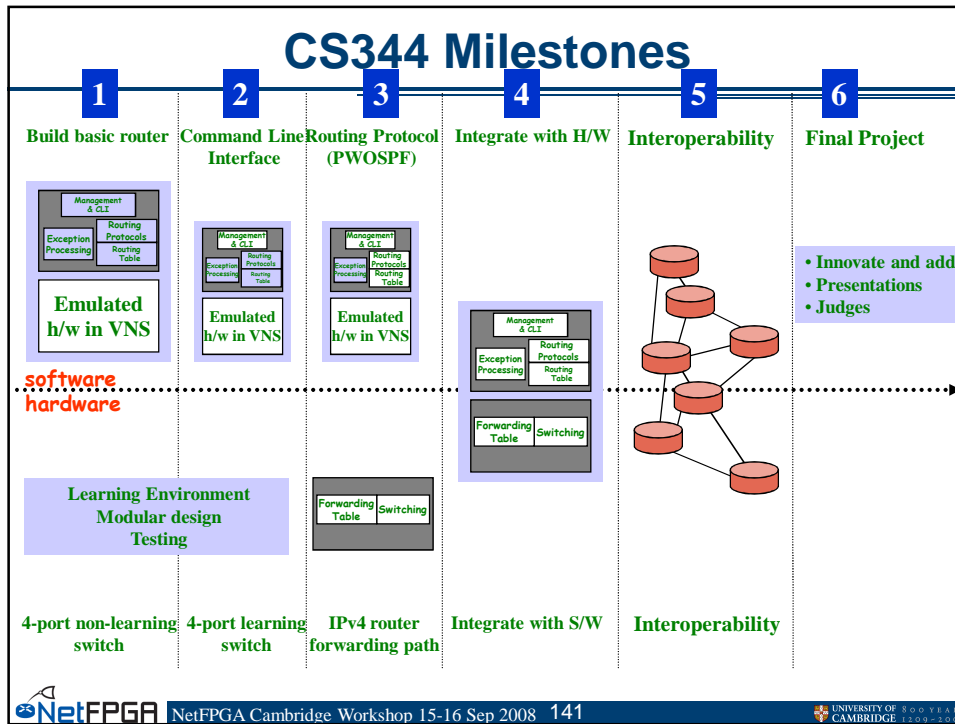 CS344 Milestones
1
2
3
4
5
6
Build basic router
Command Line
Interface
Routing Protocol
(PWOSPF)
Integrate with H/W
Interoperability
Final Project
Management
& CLI
Exception
Processing
Routing
Protocols
Routing
Table
Emulated
h/w in VNS
Management
& CLI
Exception
Processing
Routing
Protocols
Routing
Table
Emulated
h/w in VNS
Management
& CLI
Exception
Processing
Routing
Protocols
Routing
Table
Emulated
h/w in VNS
Management
& CLI
Exception
Processing
Routing
Protocols
Routing
Table
Forwarding
Table
Switching
• Innovate and add
• Presentations
• Judges
software
hardware
Learning Environment
Modular design
Testing
Forwarding
Table
Switching
4-port non-learning
switch
4-port learning
switch
IPv4 router
forwarding path
Integrate with S/W
Interoperability
NetFPGA
NetFPGA Cambridge Workshop 15-16 Sep 2008
141
UNIVERSITY OF
CAMBRIDGE